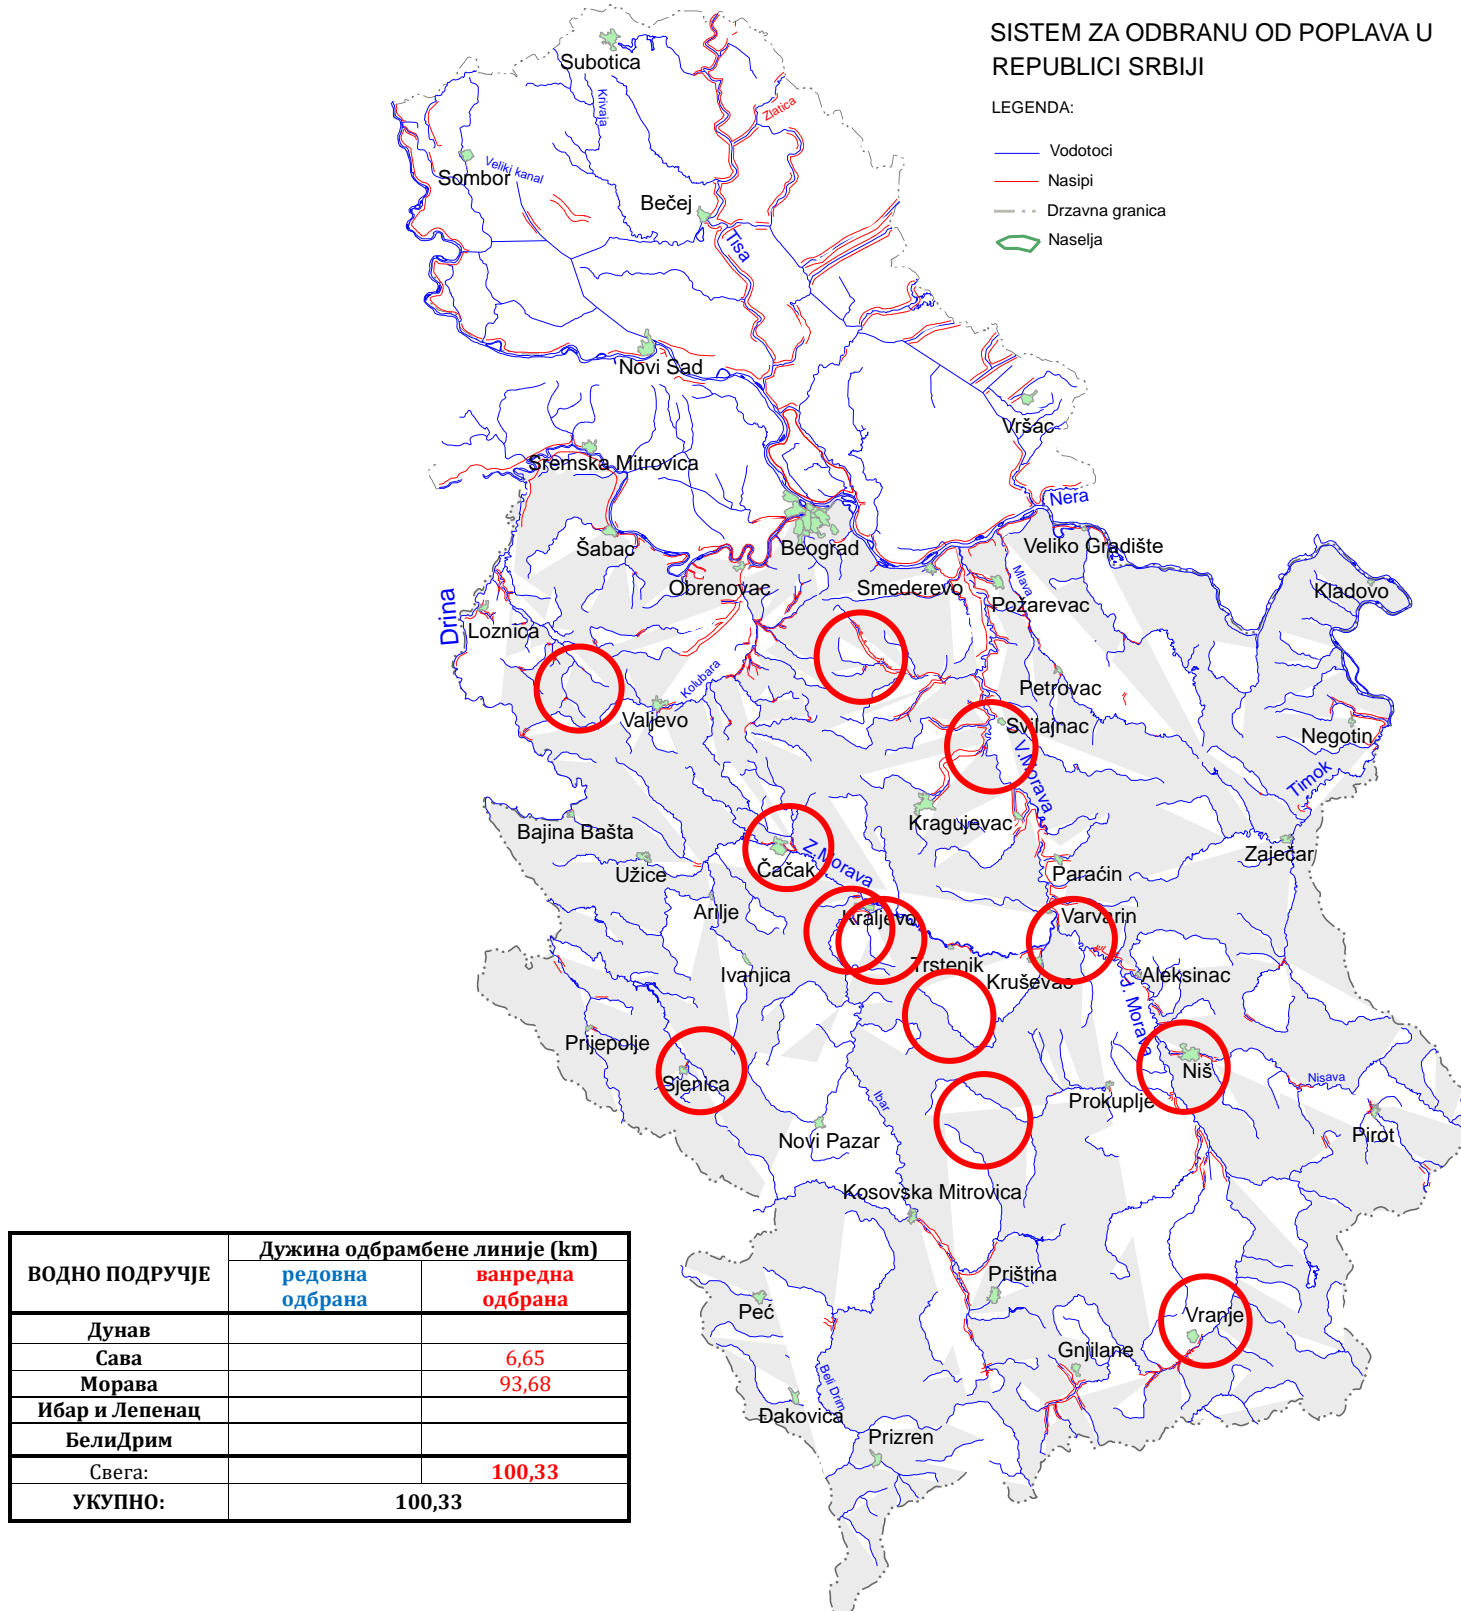 SISTEM ZA ODBRANU OD POPLAVA U
REPUBLICI SRBIJI
LEGENDA:
Vodotoci
Nasipi
Drzavna granica
Naselja
Subotica
Krivaja
Zlatica
Sombor
Veliki kanal
Bečej
Tisa
Novi Sad
Vršac
Sremska Mitrovica
Nera
Šabac
Beograd
Veliko Gradište
Obrenovac
Smederevo
Mlava
Kladovo
Požarevac
Drina
Loznica
Kolubara
Petrovac
Valjevo
Svilajnac
Negotin
V.Morava
Timok
Bajina Bašta
Kragujevac
Z.Morava
Zaječar
Užice
Čačak
Paraćin
Arilje
Kraljevo
Varvarin
Ivanjica
Trstenik
Kruševac
Aleksinac
J. Morava
Prijepolje
Sjenica
Niš
Nisava
Ibar
Prokuplje
Novi Pazar
Pirot
Kosovska Mitrovica
Priština
Peć
Vranje
Gnjilane
Beli Drim
Đakovica
Prizren
ВОДНО ПОДРУЧЈЕ
Дужина одбрамбене линије (km)
редовна
одбрана
ванредна
одбрана
Дунав
Сава 6,65
Морава 93,68
Ибар и Лепенац
БелиДрим
Свега: 100,33
УКУПНО: 100,33